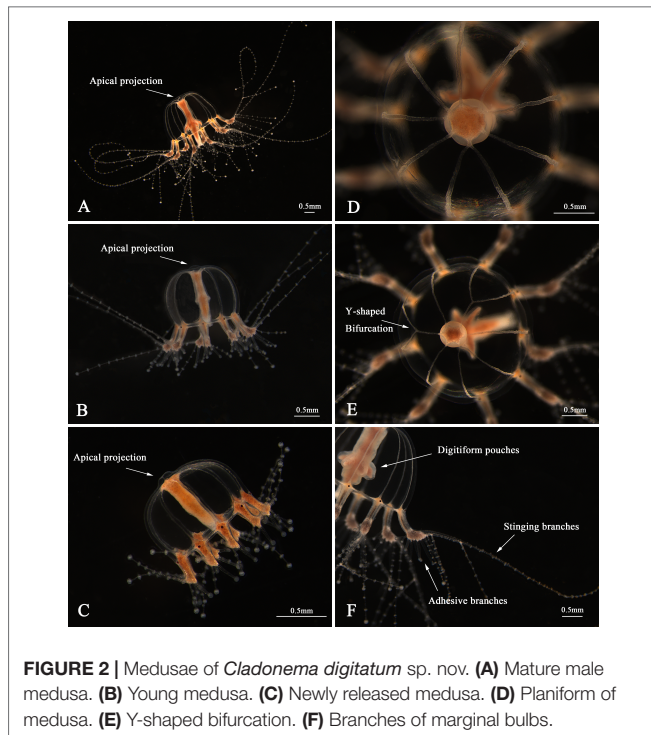 Apical projection
A
0.5mm
D
0.5mm
Apical projection
B
0.5mm
Y-shaped
Bifurcation
E
0.5mm
Apical projection
C
0.5mm
Digitiform pouches
Stinging branches
Adhesive branches
F
0.5mm
FIGURE 2 | Medusae of Cladonema digitatum sp. nov. (A) Mature male
medusa. (B) Young medusa. (C) Newly released medusa. (D) Planiform of
medusa. (E) Y-shaped bifurcation. (F) Branches of marginal bulbs.